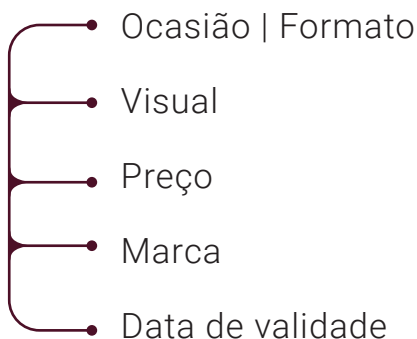 Ocasião | Formato
Visual
Preço
Marca
Data de validade